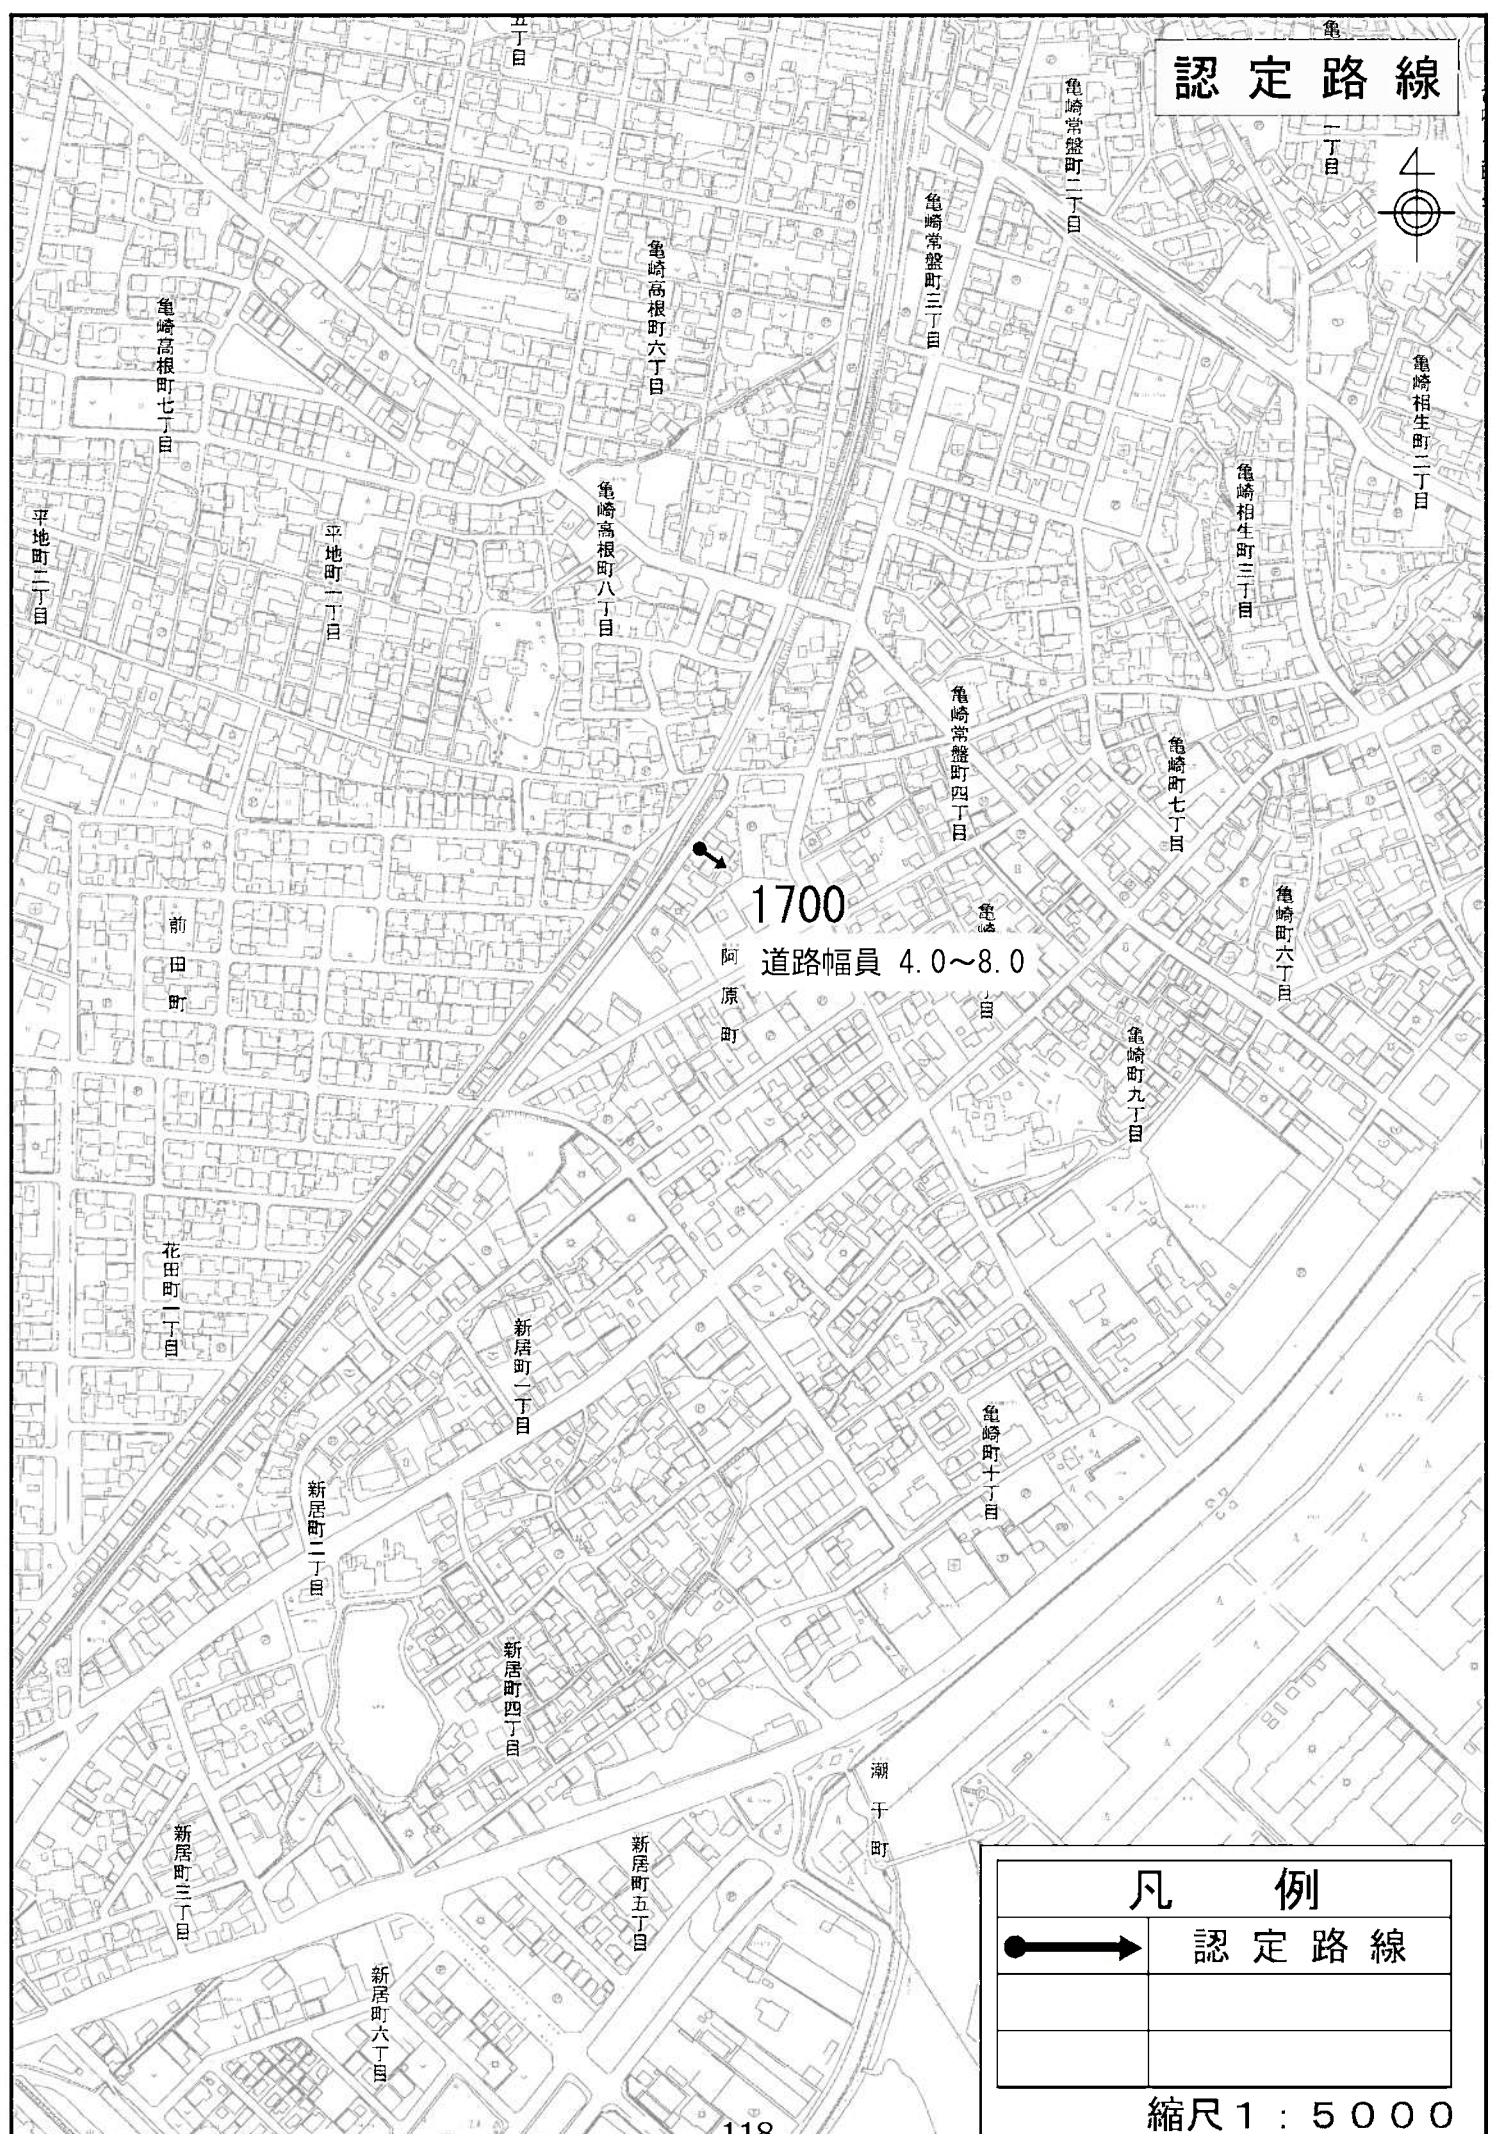 認定路線
五丁目
亀崎常盤町二丁目
亀崎常盤町三丁目
亀崎高根町六丁目
亀崎高根町七丁目
亀崎相生町二丁目
亀崎相生町三丁目
亀崎高根町八丁目
平地町二丁目
平地町一丁目
亀崎常盤町四丁目
亀崎町七丁目
亀崎町六丁目
1700
道路幅員 4.0〜8.0
阿原町
前田町
亀崎町九丁目
花田町一丁目
新居町一丁目
亀崎町十丁目
新居町二丁目
新居町四丁目
潮干町
新居町三丁目
新居町五丁目
新居町六丁目
凡例
認定路線
縮尺1:5000
118